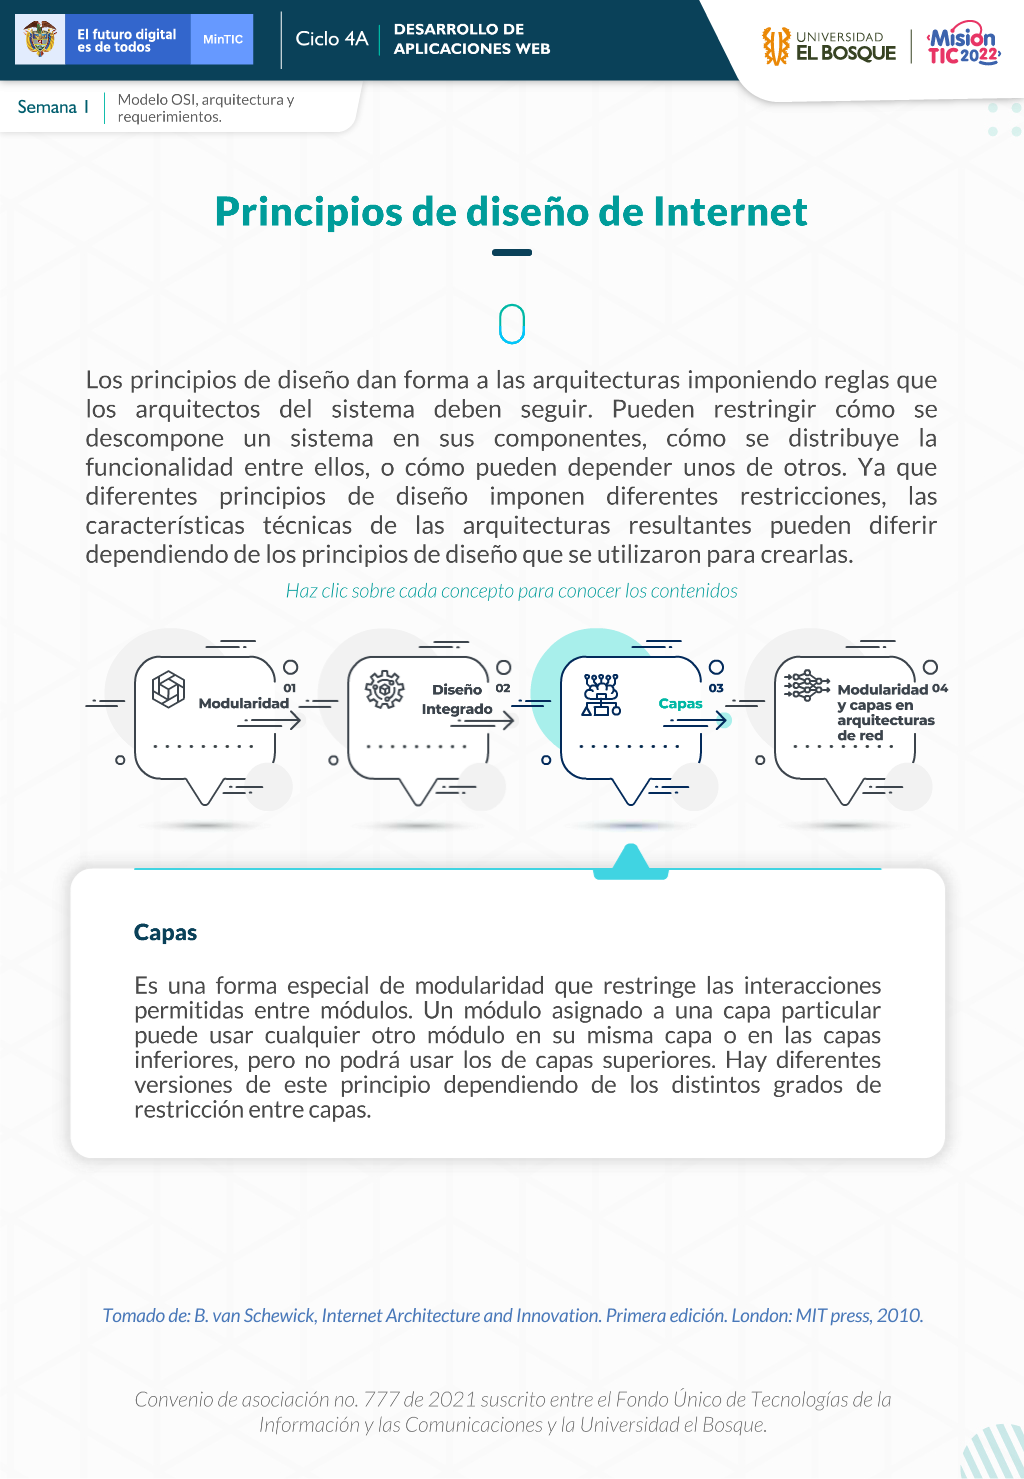 El futuro digital
es de todos
MinTIC
Ciclo 4A
DESARROLLO DE
APLICACIONES WEB
UNIVERSIDAD
EL BOSQUE
Misión
TIC 2022
Semana 1
Modelo OSI, arquitectura y
requerimientos.
Principios de diseño de Internet
Los principios de diseño dan forma a las arquitecturas imponiendo reglas que
los arquitectos del sistema deben seguir. Pueden restringir cómo se
descompone un sistema en sus componentes, cómo se distribuye la
funcionalidad entre ellos, o cómo pueden depender unos de otros. Ya que
diferentes principios de diseño imponen diferentes restricciones, las
características técnicas de las arquitecturas resultantes pueden diferir
dependiendo de los principios de diseño que se utilizaron para crearlas.
Haz clic sobre cada concepto para conocer los contenidos
01
Modularidad
02
Diseño
Integrado
03
Capas
04
Modularidad
y capas en
arquitecturas
de red
Capas
Es una forma especial de modularidad que restringe las interacciones
permitidas entre módulos. Un módulo asignado a una capa particular
puede usar cualquier otro módulo en su misma capa o en las capas
inferiores, pero no podrá usar los de capas superiores. Hay diferentes
versiones de este principio dependiendo de los distintos grados de
restricción entre capas.
Tomado de: B. van Schewick, Internet Architecture and Innovation. Primera edición. London: MIT press, 2010.
Convenio de asociación no. 777 de 2021 suscrito entre el Fondo Único de Tecnologías de la
Información y las Comunicaciones y la Universidad el Bosque.